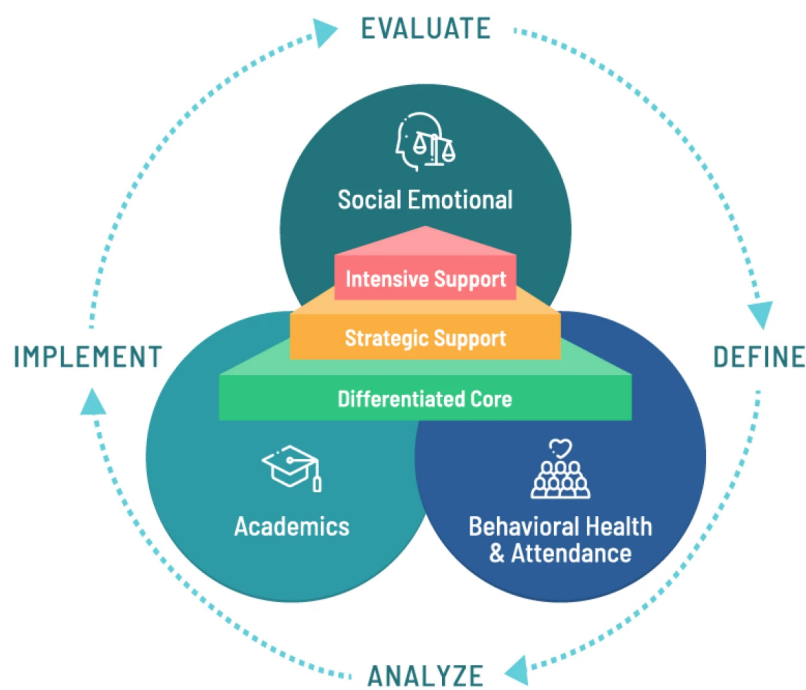 EVALUATE
Social Emotional
Intensive Support
Strategic Support
IMPLEMENT
DEFINE
Differentiated Core
Academics
Behavioral Health
& Attendance
ANALYZE